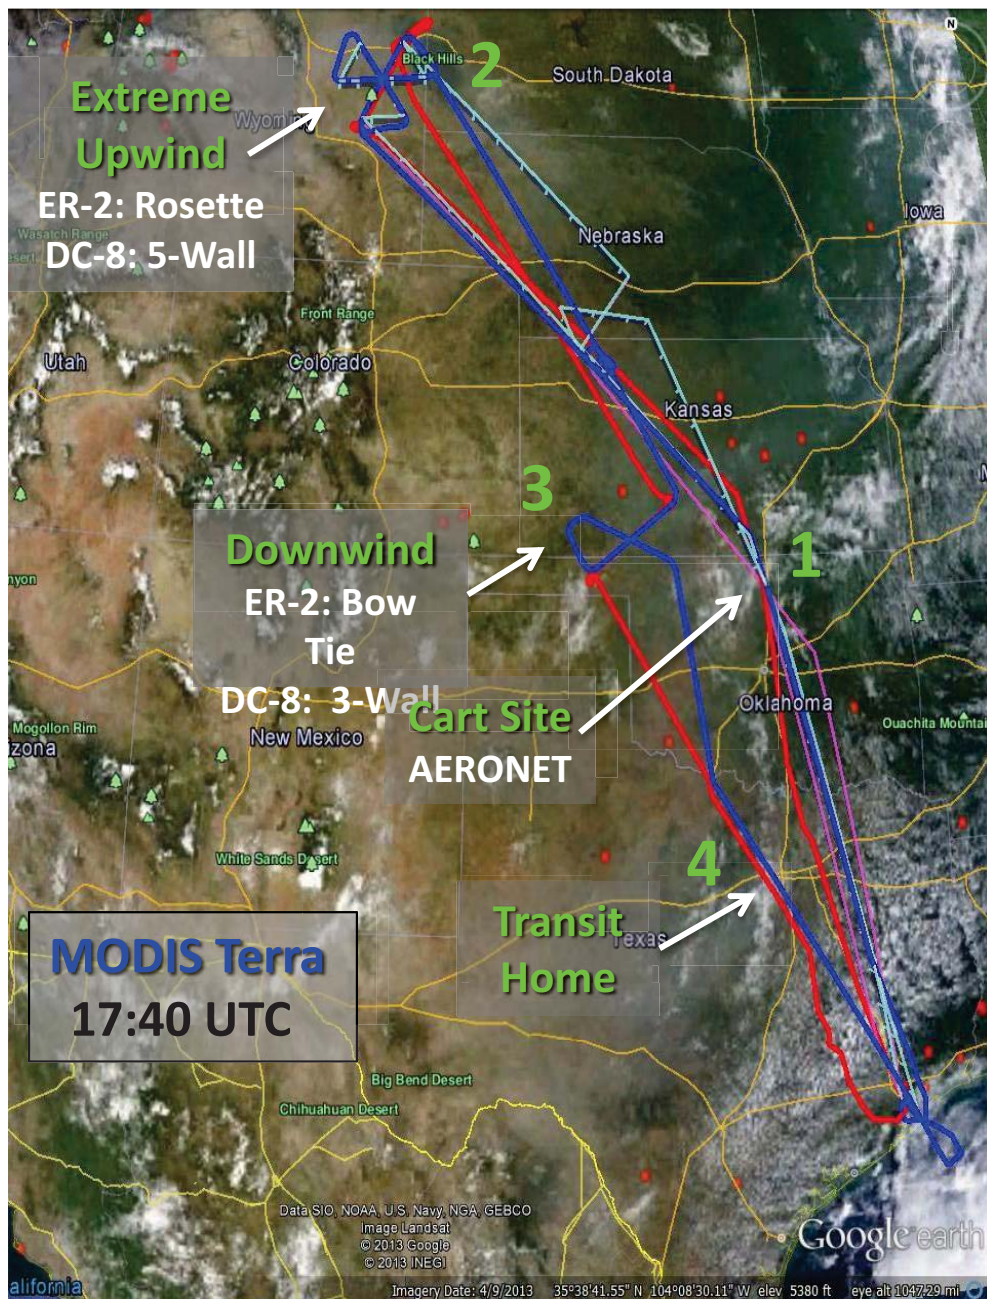 N
Black Hills
2
South Dakota
Extreme
Upwind
ER-2: Rosette
DC-8: 5-Wall
Wyoming
Iowa
Nebraska
Wasatch Range
esert
Front Range
Utah
Colorado
Kansas
3
Downwind
ER-2: Bow
Tie
DC-8: 3-Wall
1
nyon
Cart Site
AERONET
Oklahoma
Ouachita Mountai
Mogollon Rim
izona
New Mexico
White Sands Desert
4
Transit
Home
Texas
MODIS Terra
17:40 UTC
Big Bend Desert
Chihuahuan Desert
Data SIO, NOAA, U.S. Navy, NGA, GEBCO
Image Landsat
© 2013 Google
© 2013 INEGI
Google earth
alifornia
Imagery Date: 4/9/2013 35°38'41.55" N 104°08'30.11" W elev 5380 ft eye alt 1047.29 mi